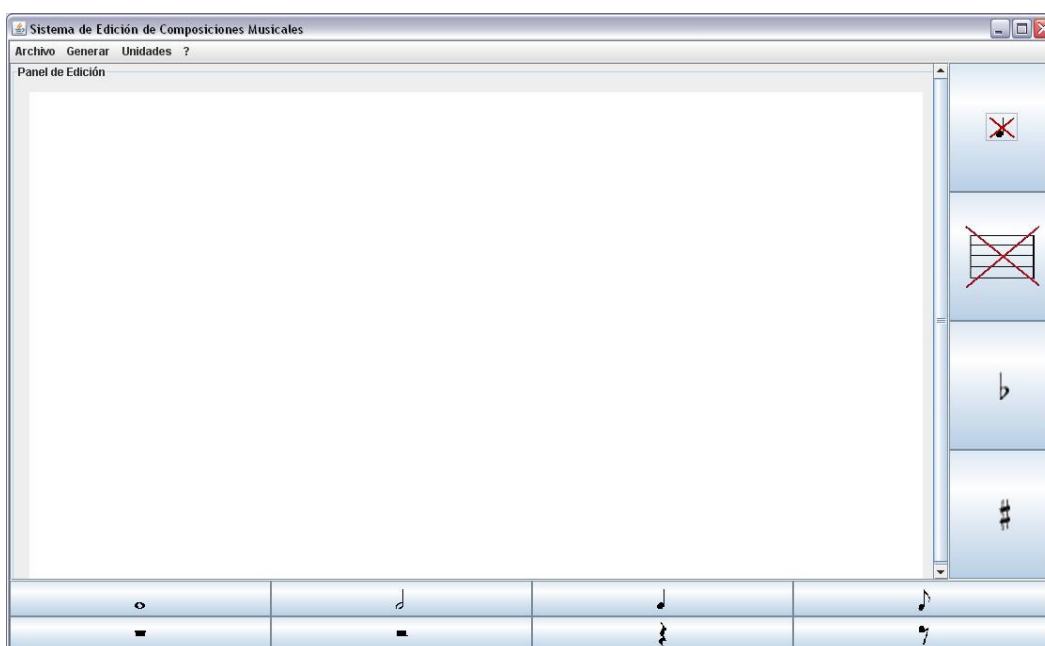 Sistema de Edición de Composiciones Musicales
Archivo Generar Unidades ?
Panel de Edición